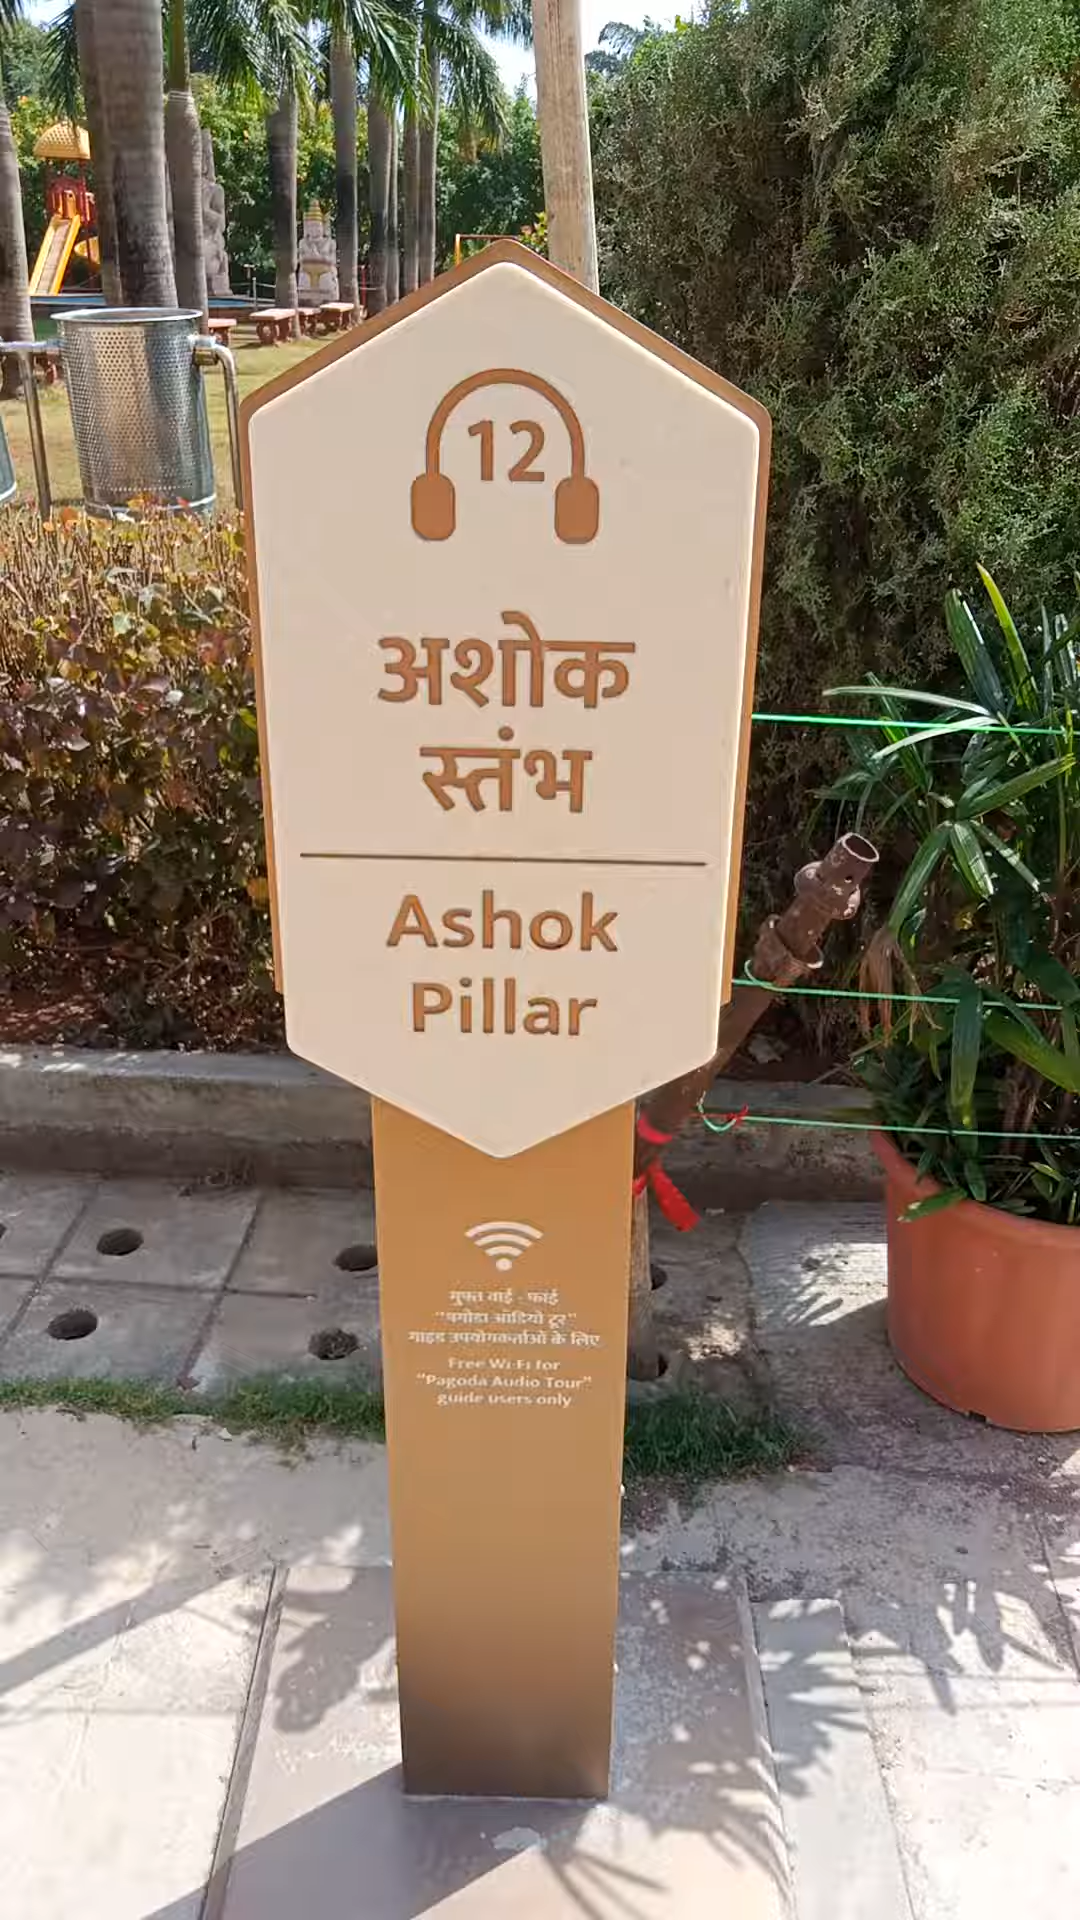 12
अशोक
स्तंभ
Ashok
Pillar
मुफ्त वाई - फाई
"पगोडा ऑडियो टूर"
गाइड उपयोगकर्ताओं के लिए
Free Wi-Fi for
"Pagoda Audio Tour"
guide users only